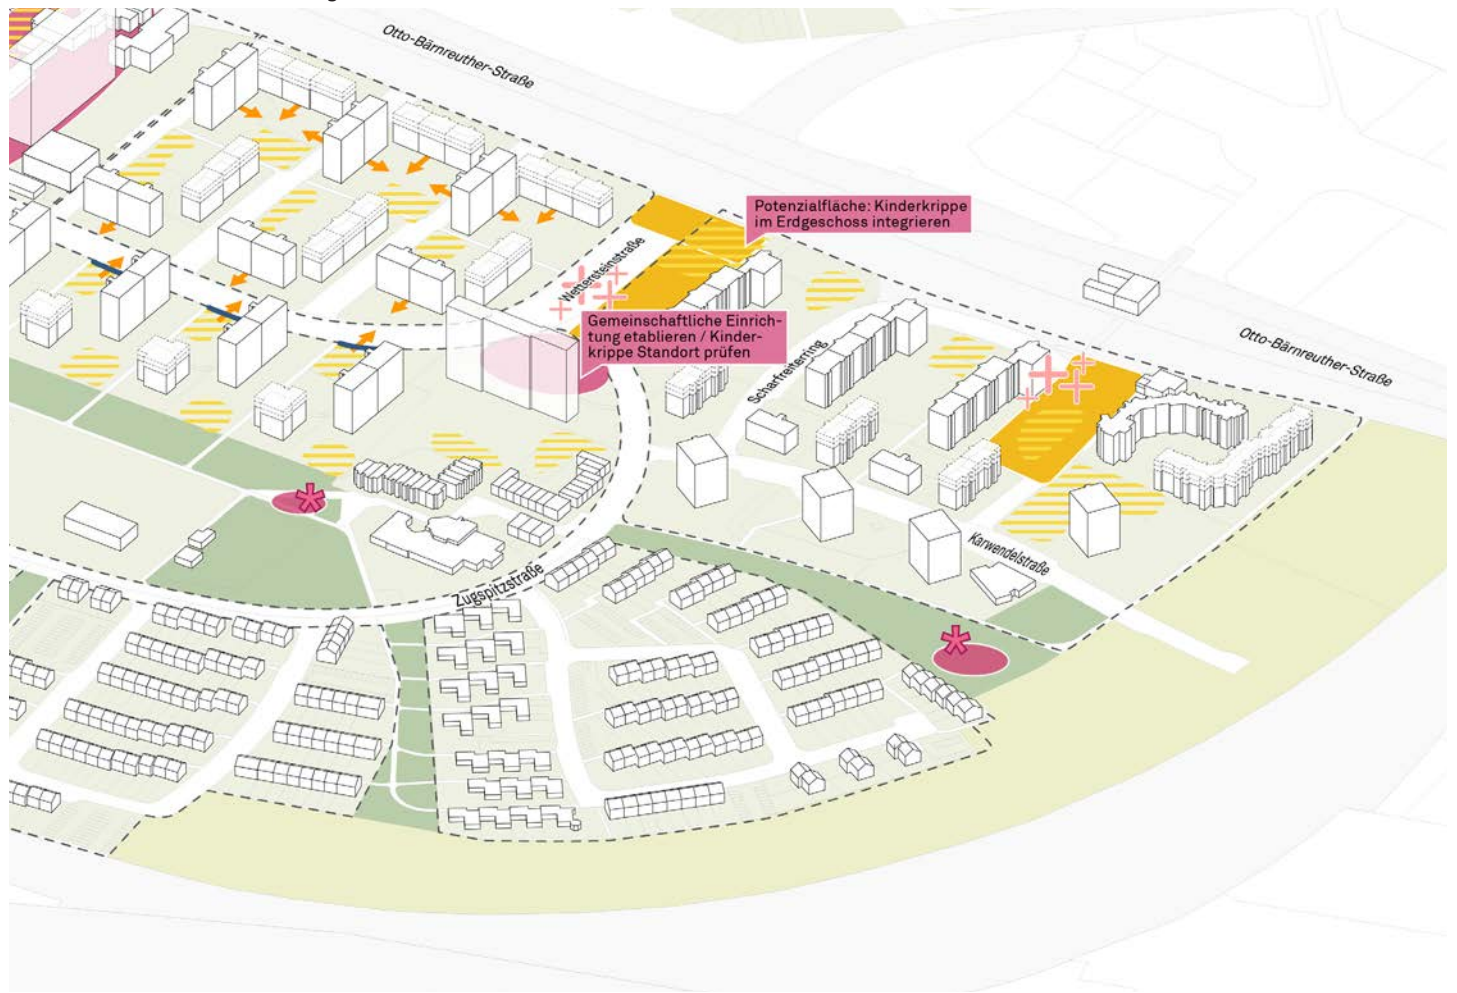 Otto-Bärnreuther-Straße
Potenzialfläche: Kinderkrippe
im Erdgeschoss integrieren
Wettersteinstraße
Gemeinschaftliche Einrich-
tung etablieren / Kinder-
krippe Standort prüfen
Scharfreiterring
Otto-Bärnreuther-Straße
Karwendelstraße
Zugspitzstraße